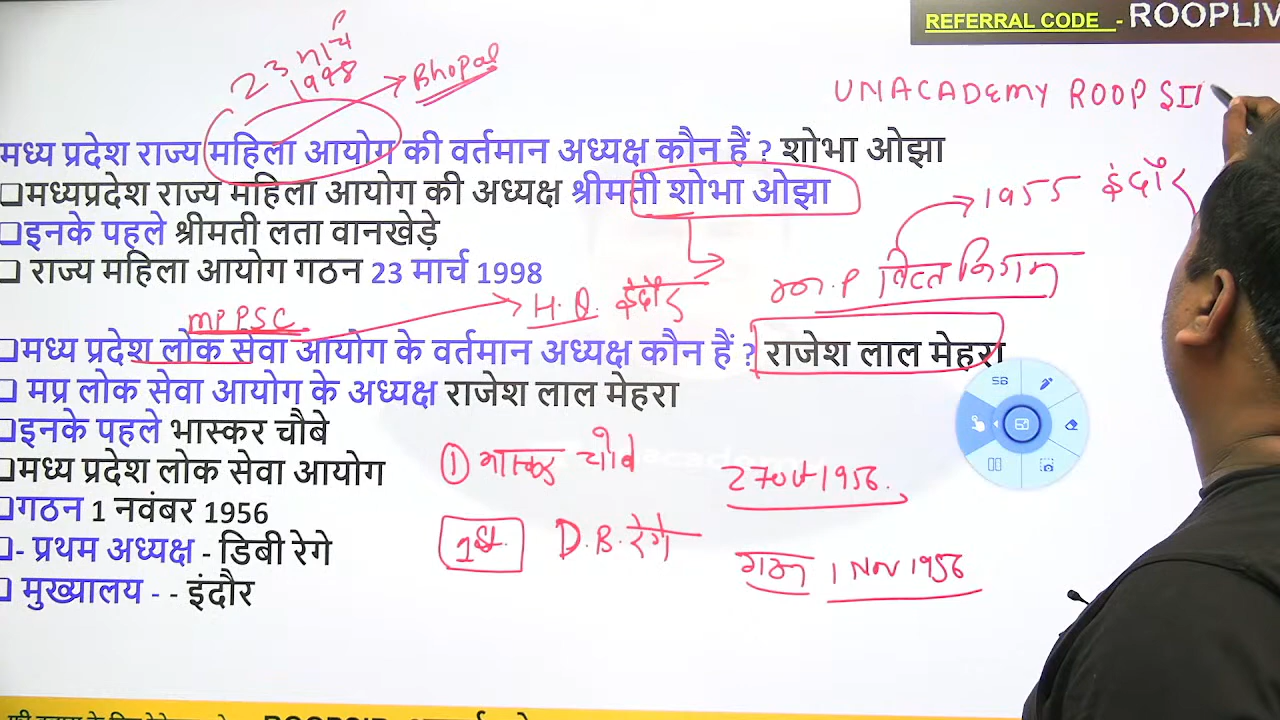 REFERRAL CODE - ROOPLIV
23 मार्च
1998
Bhopal
UNACADEMY ROOP SIR
मध्य प्रदेश राज्य महिला आयोग की वर्तमान अध्यक्ष कौन हैं ? शोभा ओझा
❑मध्यप्रदेश राज्य महिला आयोग की अध्यक्ष श्रीमती शोभा ओझा
1955 इंदौर
❑इनके पहले श्रीमती लता वानखेड़े
❑ राज्य महिला आयोग गठन 23 मार्च 1998
म.प्र वित्त निगम
MPPSC
H.Q. इंदौर
❑मध्य प्रदेश लोक सेवा आयोग के वर्तमान अध्यक्ष कौन हैं ? राजेश लाल मेहरा
❑ मप्र लोक सेवा आयोग के अध्यक्ष राजेश लाल मेहरा
❑इनके पहले भास्कर चौबे
① भास्कर चौबे
❑मध्य प्रदेश लोक सेवा आयोग
27 Oct 1956.
❑गठन 1 नवंबर 1956
❑- प्रथम अध्यक्ष - डिबी रेगे
1st. D.B. रेगे
गठन 1 NOV 1956
❑ मुख्यालय - - इंदौर